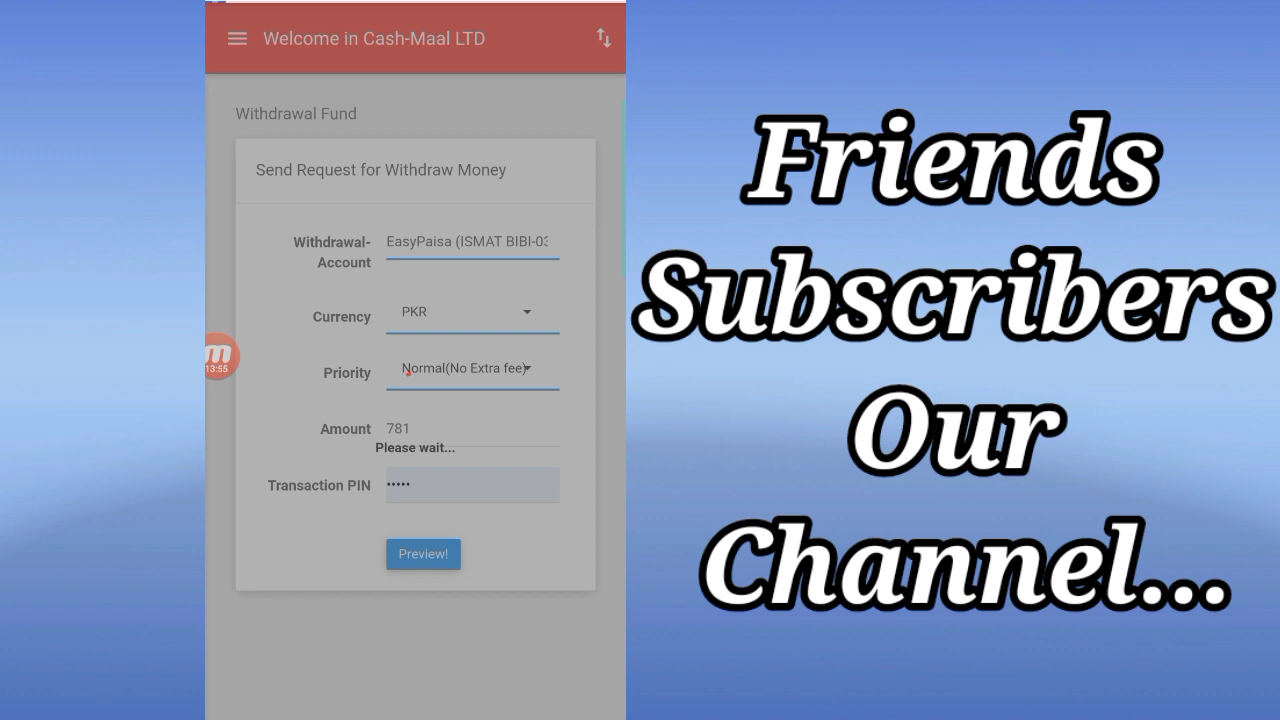 Welcome in Cash-Maal LTD
Withdrawal Fund
Send Request for Withdraw Money
Withdrawal-
Account
EasyPaisa (ISMAT BIBI-03
Currency
PKR
m
13:55
Priority
Normal(No Extra fee)
Amount
781
Please wait...
Transaction PIN
•••••
Preview!
Friends
Subscribers
Our
Channel...